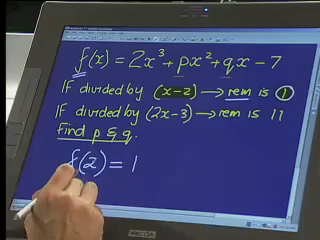 f(x) = 2x³ + px² + qx - 7
If divided by (x-2) → rem is 1
If divided by (2x-3) → rem is 11
Find p & q.
f(2) = 1